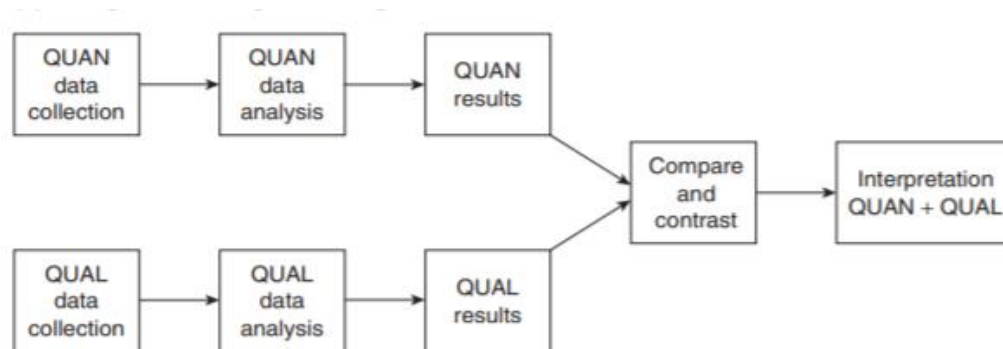 QUAN
data
collection
QUAN
data
analysis
QUAN
results
Compare
and
contrast
Interpretation
QUAN + QUAL
QUAL
data
collection
QUAL
data
analysis
QUAL
results